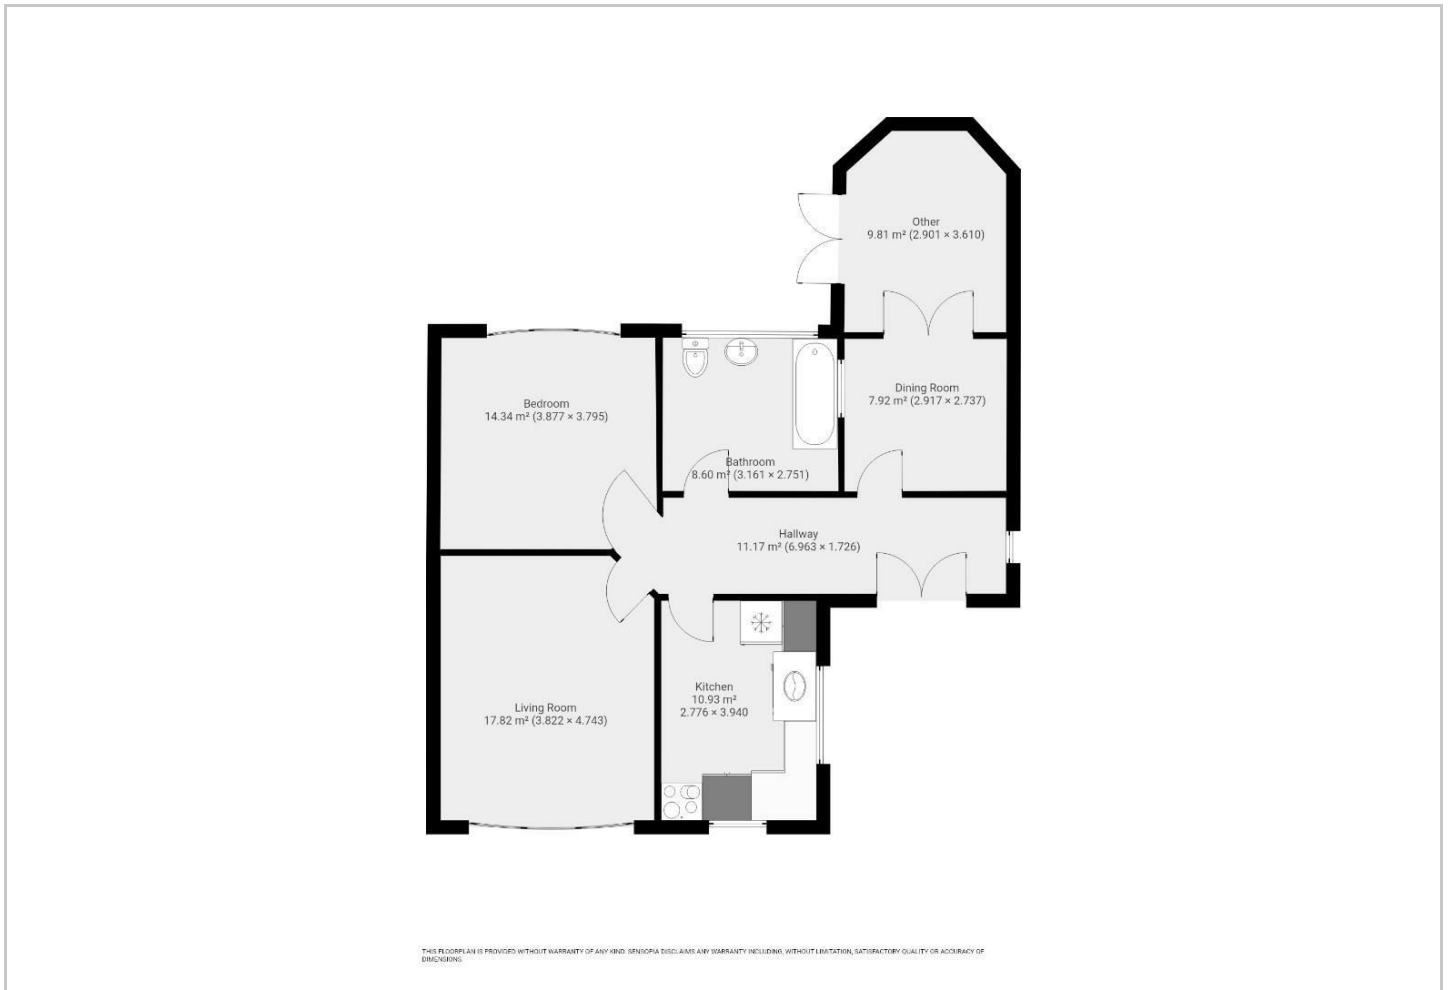 Other
9.81 m² (2.901 × 3.610)
Dining Room
7.92 m² (2.917 × 2.737)
Bedroom
14.34 m² (3.877 × 3.795)
Bathroom
8.60 m² (3.161 × 2.751)
Hallway
11.17 m² (6.963 × 1.726)
Kitchen
10.93 m²
2.776 × 3.940
Living Room
17.82 m² (3.822 × 4.743)
THIS FLOORPLAN IS PROVIDED WITHOUT WARRANTY OF ANY KIND. SENSOPIA DISCLAIMS ANY WARRANTY INCLUDING, WITHOUT LIMITATION, SATISFACTORY QUALITY OR ACCURACY OF
DIMENSIONS.